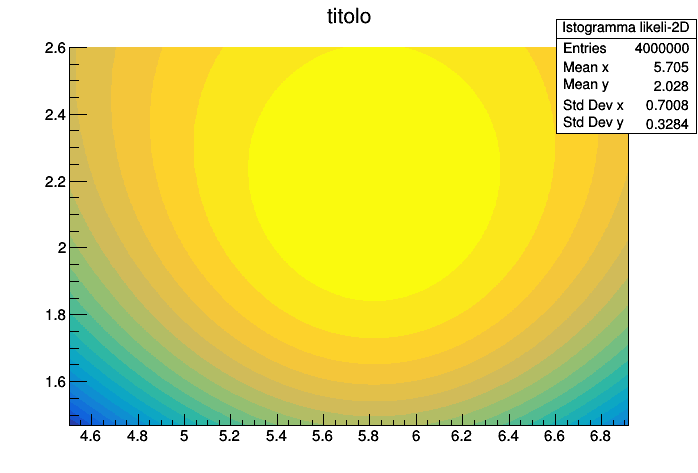 titolo
Istogramma likeli-2D
Entries 4000000
Mean x 5.705
Mean y 2.028
Std Dev x 0.7008
Std Dev y 0.3284
2.6
2.4
2.2
2
1.8
1.6
4.6 4.8 5 5.2 5.4 5.6 5.8 6 6.2 6.4 6.6 6.8